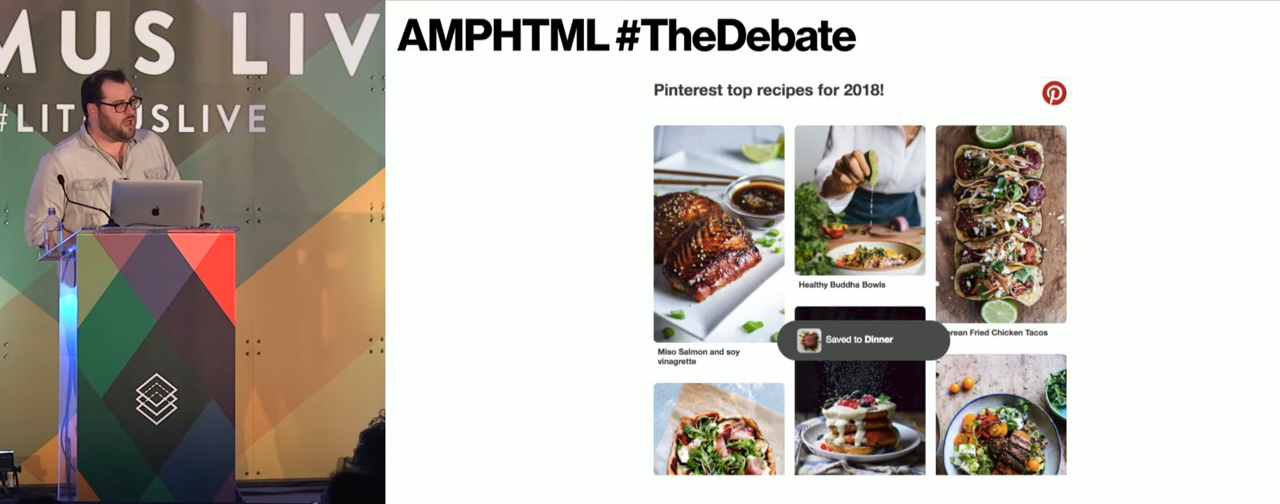 MUS LIV
#LIT USLIVE
AMPHTML #TheDebate
Pinterest top recipes for 2018!
Healthy Buddha Bowls
Saved to Dinner
rean Fried Chicken Tacos
Miso Salmon and soy
vinagrette